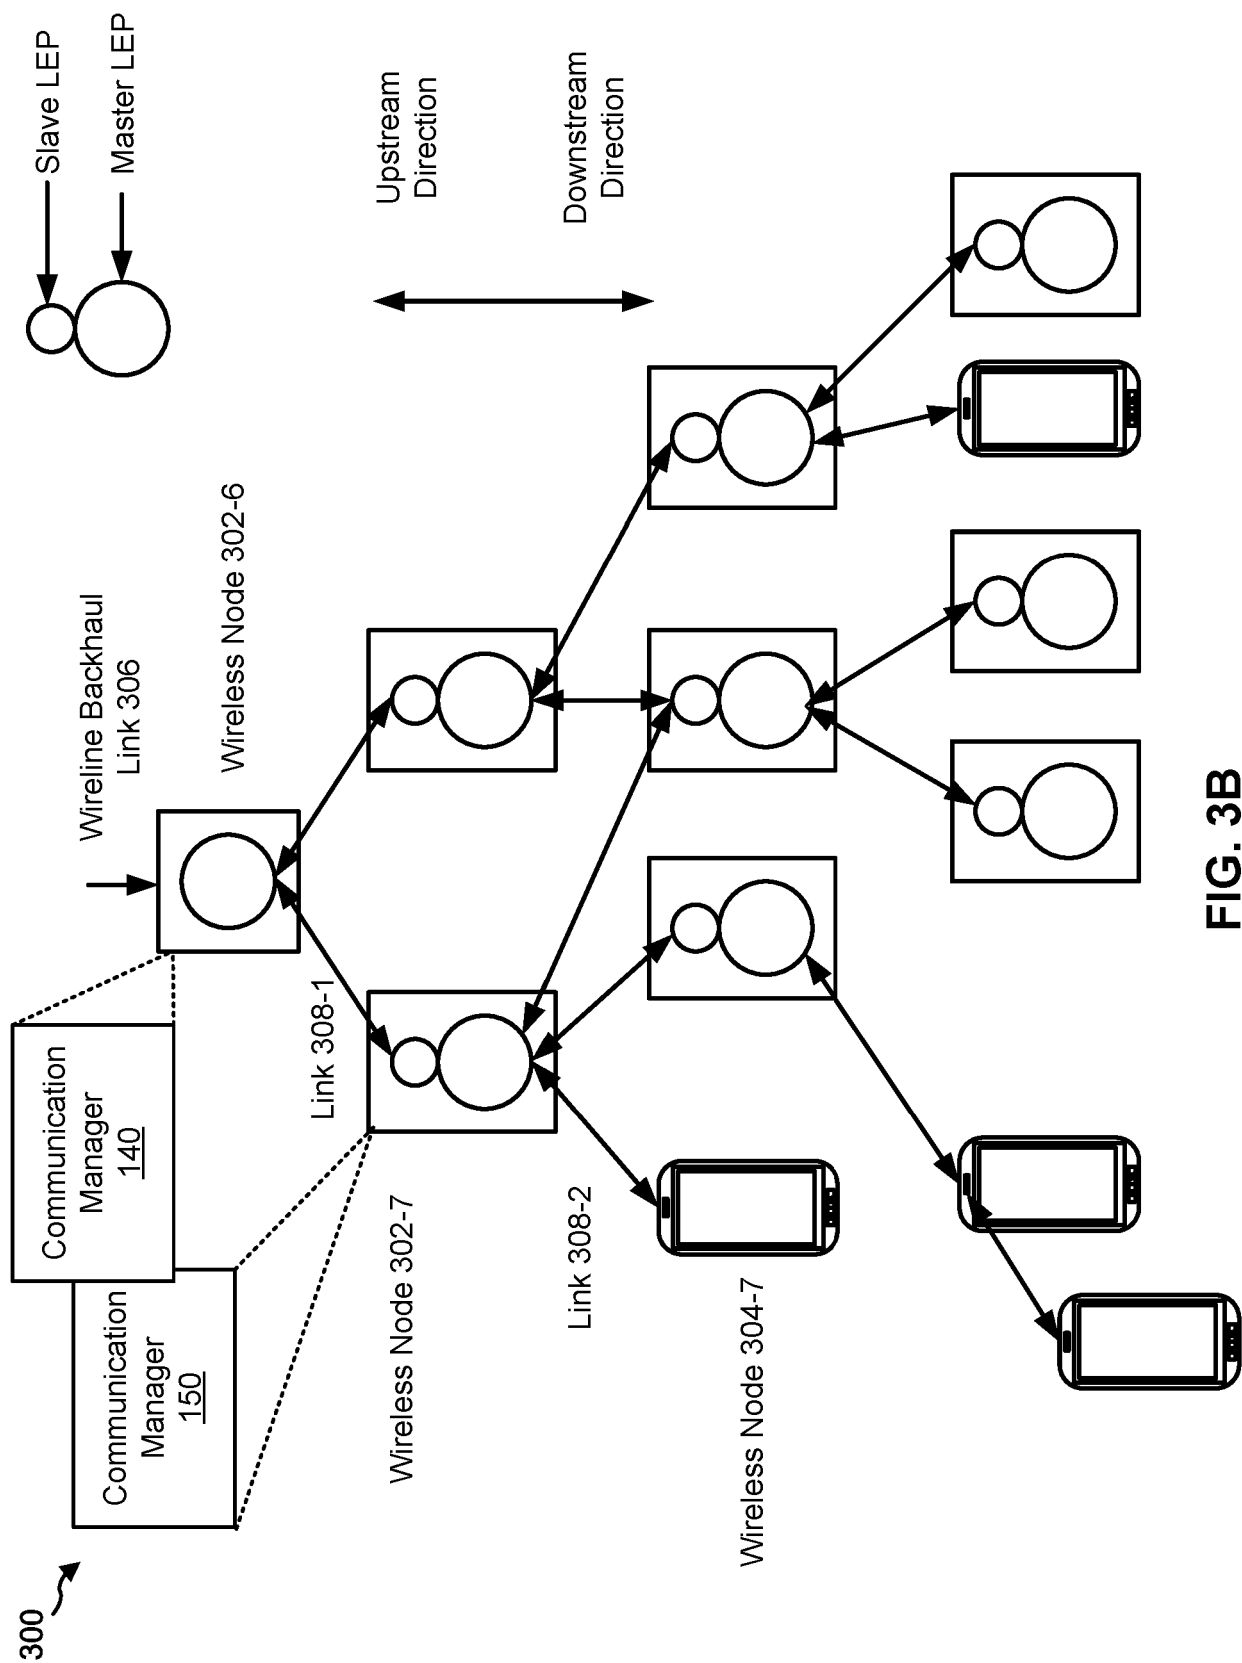 300
Communication
Manager
150
Communication
Manager
140
Wireline Backhaul
Link 306
Slave LEP
Master LEP
Wireless Node 302-6
Link 308-1
Wireless Node 302-7
Upstream
Direction
Downstream
Direction
Link 308-2
Wireless Node 304-7
FIG. 3B